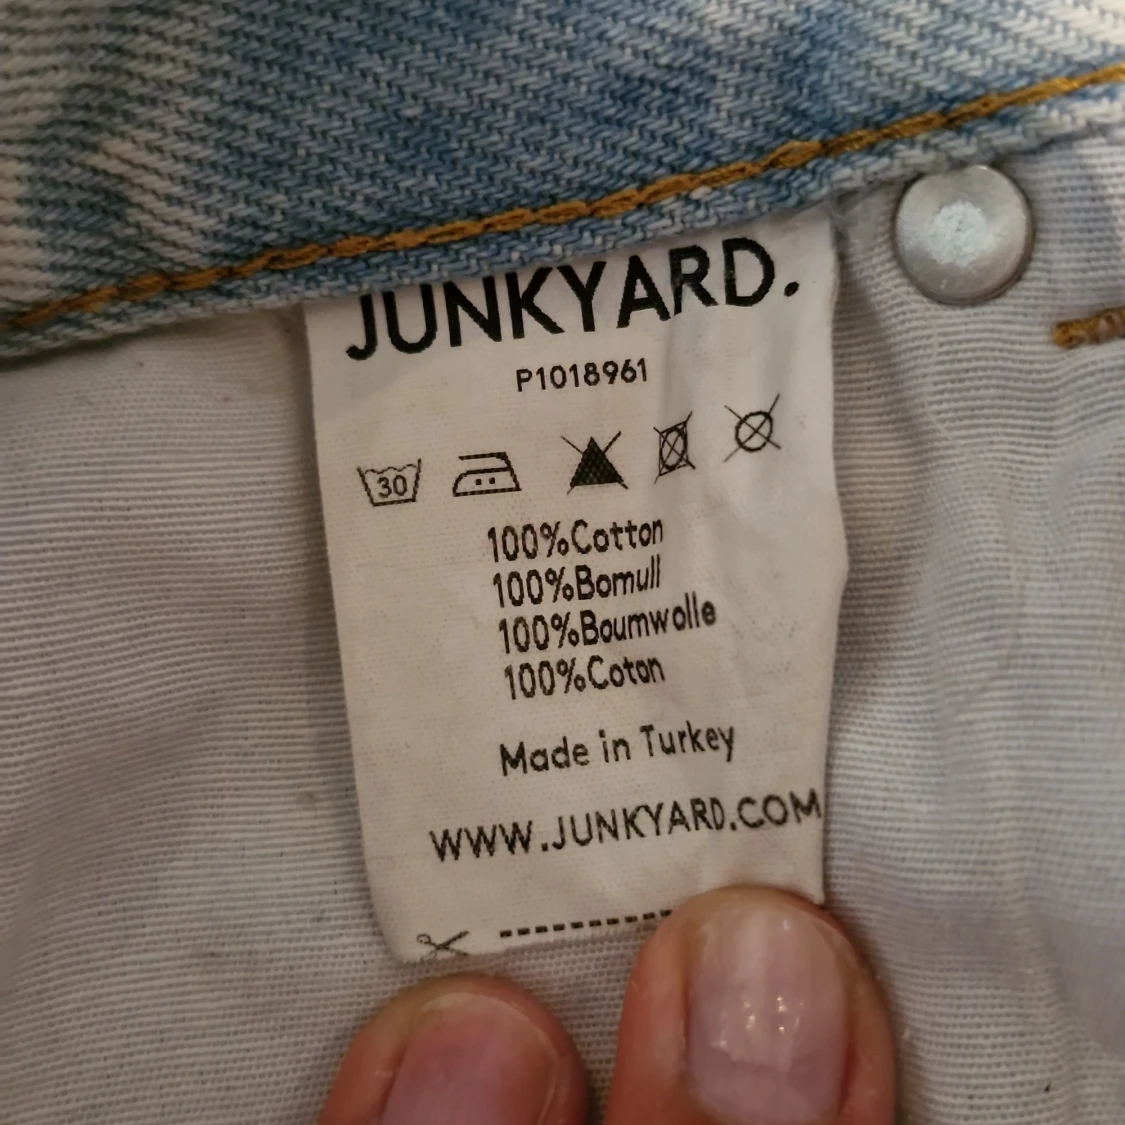 JUNKYARD.
P1018961
30
100%Cotton
100%Bomull
100%Boumwolle
100%Coton
Made in Turkey
WWW.JUNKYARD.COM